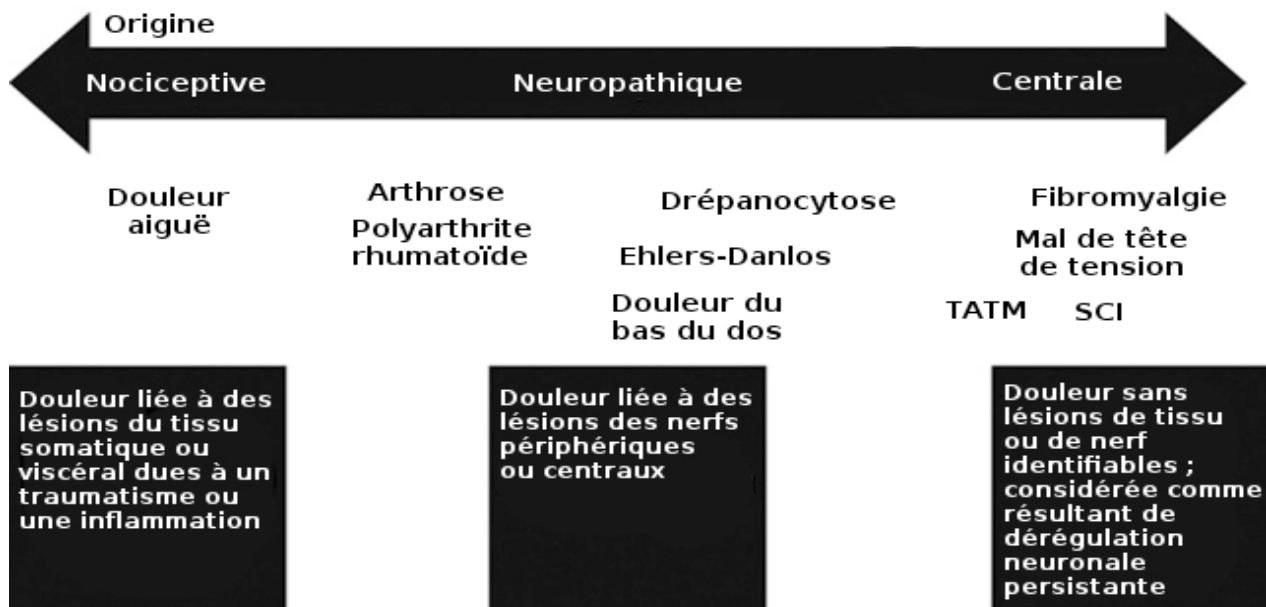 Origine
Nociceptive Neuropathique Centrale
Douleur
aiguë
Arthrose
Polyarthrite
rhumatoïde
Drépanocytose
Ehlers-Danlos
Douleur du
bas du dos
Fibromyalgie
Mal de tête
de tension
TATM SCI
Douleur liée à des
lésions du tissu
somatique ou
viscéral dues à un
traumatisme ou
une inflammation
Douleur liée à des
lésions des nerfs
périphériques
ou centraux
Douleur sans
lésions de tissu
ou de nerf
identifiables ;
considérée comme
résultant de
dérégulation
neuronale
persistante